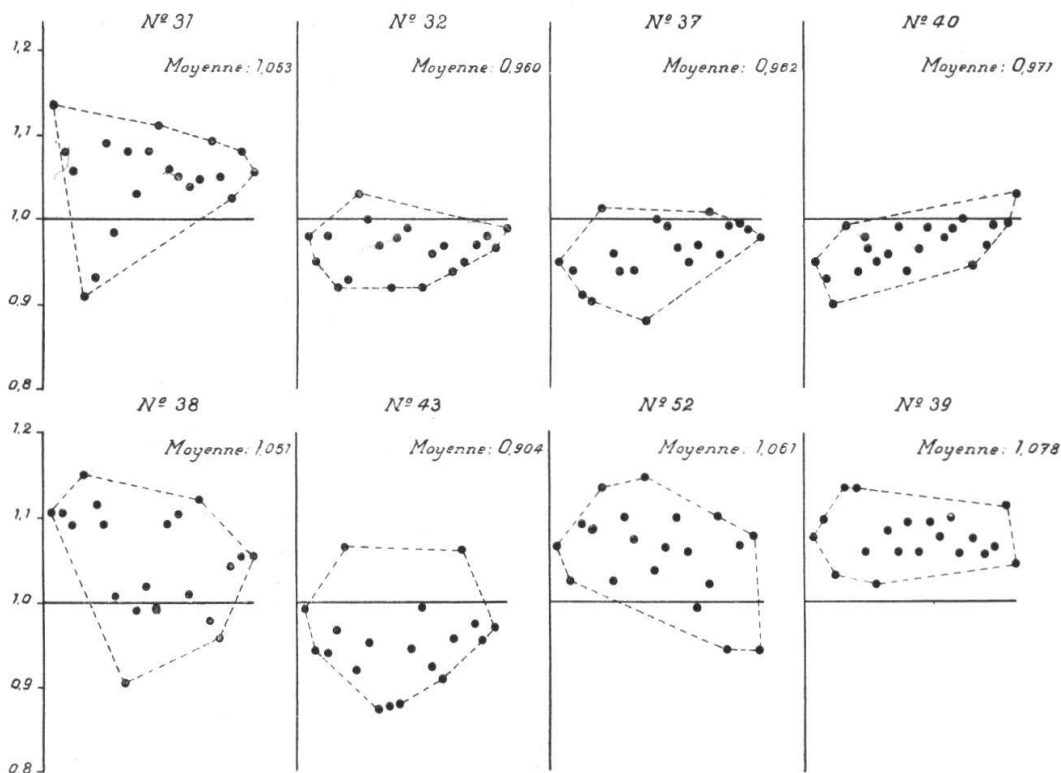 Nº 31 Nº 32 Nº 37 Nº 40
Moyenne: 1,053 Moyenne: 0,960 Moyenne: 0,962 Moyenne: 0,971
1,2
1,1
1,0
0,9
0,8
Nº 38 Nº 43 Nº 52 Nº 39
Moyenne: 1,051 Moyenne: 0,904 Moyenne: 1,061 Moyenne: 1,078
1,2
1,1
1,0
0,9
0,8